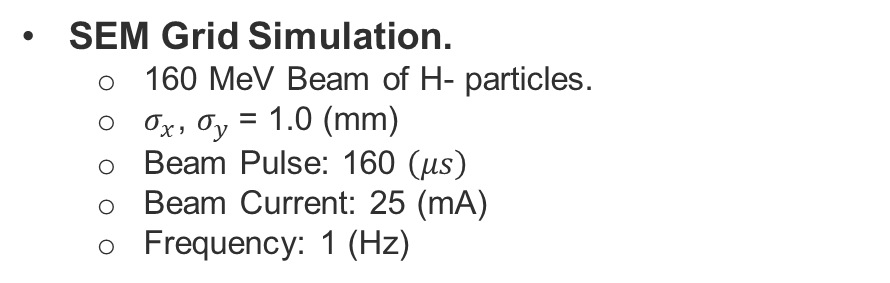 • SEM Grid Simulation.
o 160 MeV Beam of H- particles.
o σx, σy = 1.0 (mm)
o Beam Pulse: 160 (μs)
o Beam Current: 25 (mA)
o Frequency: 1 (Hz)